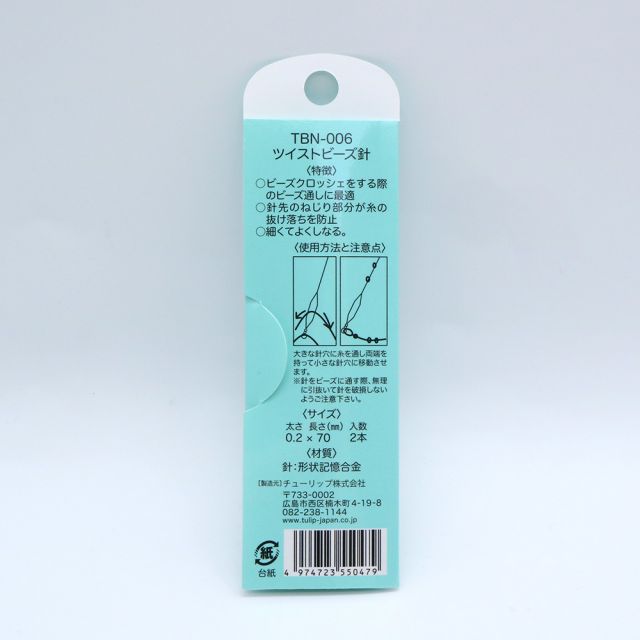 TBN-006
ツイストビーズ針
〈特徴〉
○ビーズクロッシェをする際
のビーズ通しに最適
○針先のねじり部分が糸の
抜け落ちを防止
○細くてよくしなる。
〈使用方法と注意点〉
大きな針穴に糸を通し両端を
持って小さな針穴に移動させ
ます。
※針をビーズに通す際、無理
に引抜いて針を破損しない
ようご注意下さい。
〈サイズ〉
太さ 長さ(㎜) 入数
0.2 × 70 2本
〈材質〉
針:形状記憶合金
[製造元]チューリップ株式会社
〒733-0002
広島市西区楠木町4-19-8
082-238-1144
www.tulip-japan.co.jp
紙
台紙
4 974723 550479